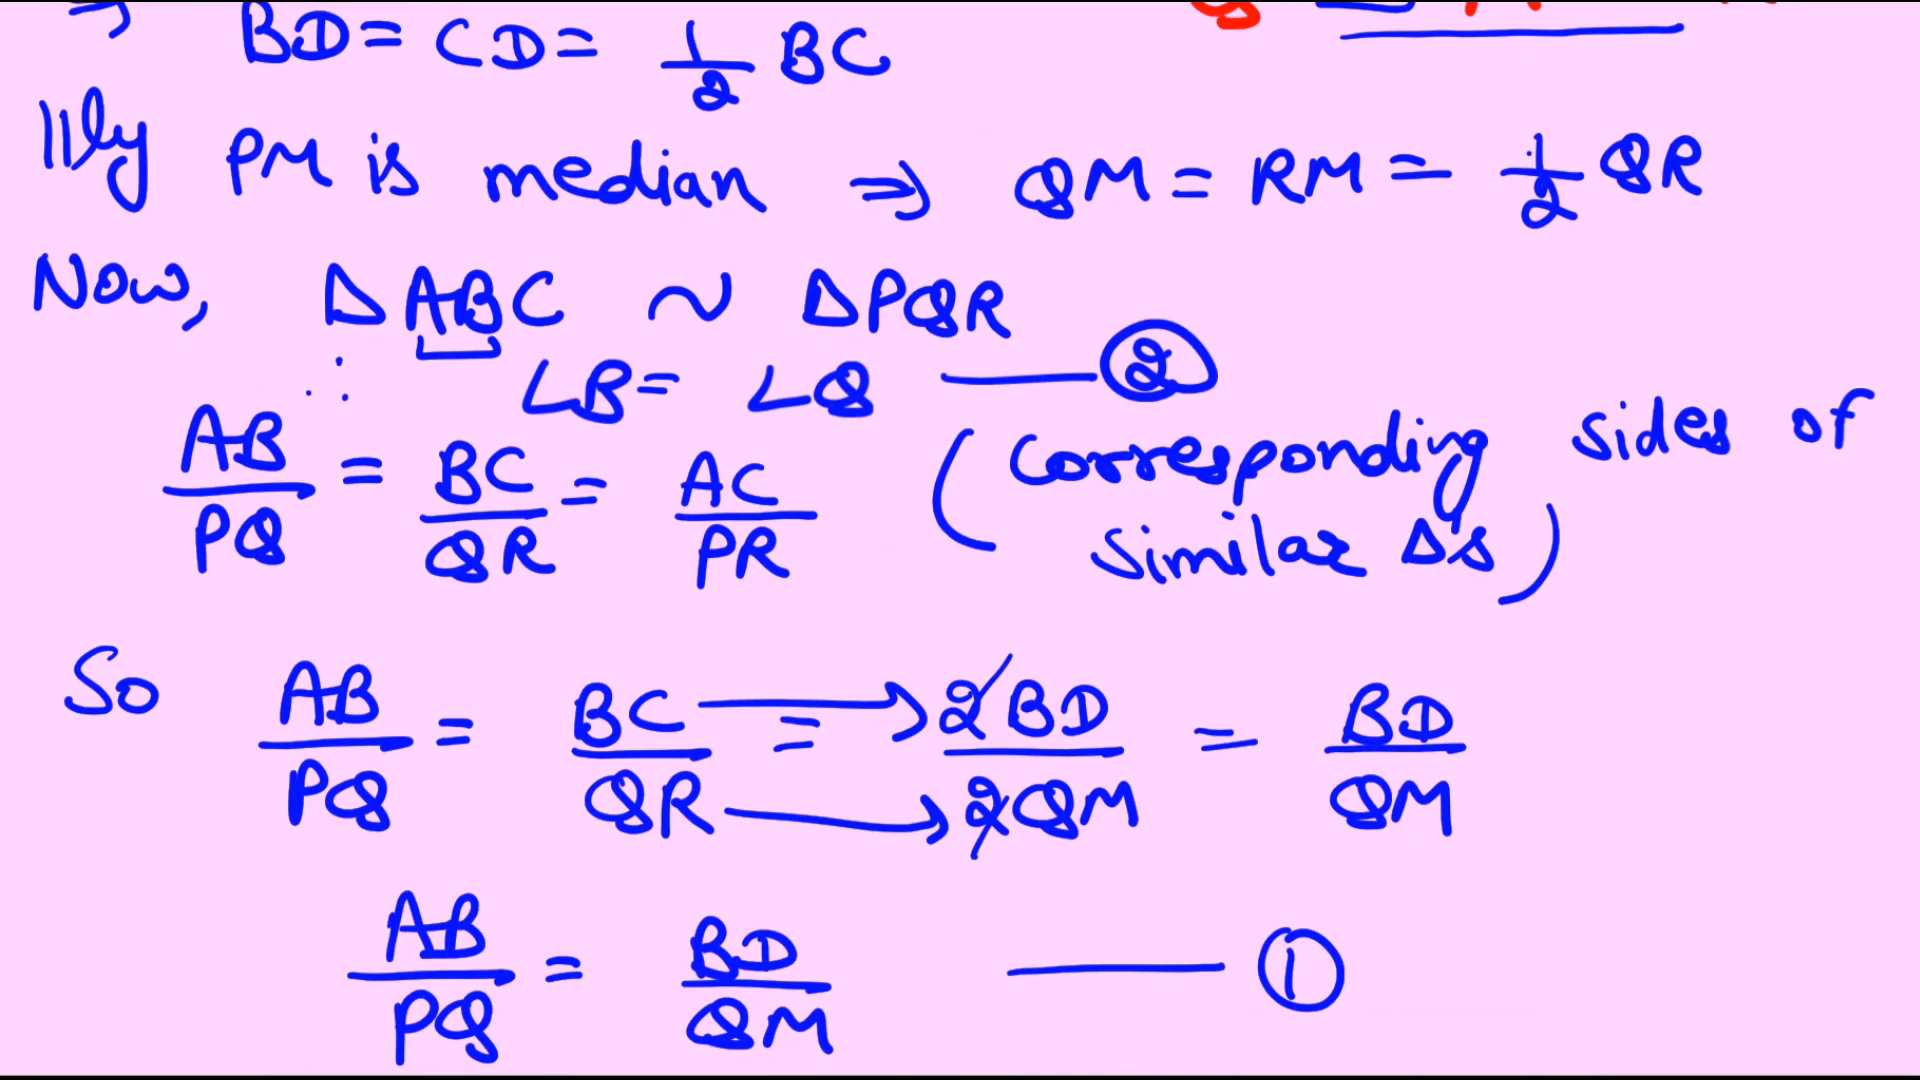 ⇒ BD = CD = 1/2 BC
llly PM is median ⇒ QM = RM = 1/2 QR
Now, ΔABC ~ ΔPQR
∴ ∠B = ∠Q —— ②
AB/PQ = BC/QR = AC/PR (Corresponding sides of
similar Δs)
So AB/PQ = BC/QR = 2BD/2QM = BD/QM
AB/PQ = BD/QM —— ①